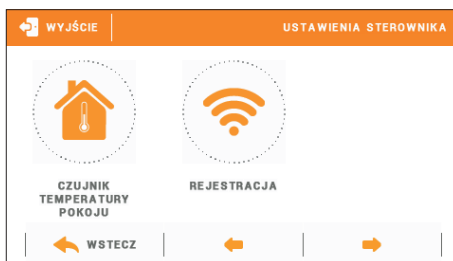 WYJŚCIE
USTAWIENIA STEROWNIKA
CZUJNIK
TEMPERATURY
POKOJU
REJESTRACJA
WSTECZ